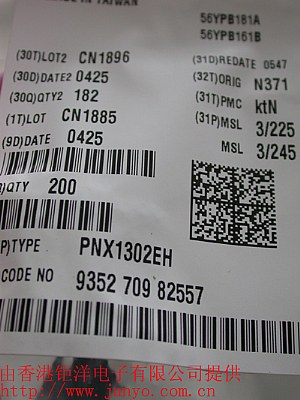 MADE IN TAIWAN
56YPB181A
56YPB161B
(30T)LOT2 CN1896
(31D)REDATE 0547
(30D)DATE2 0425
(32T)ORIG N371
(30Q)QTY2 182
(31T)PMC ktN
(1T)LOT CN1885
(31P)MSL 3/225
(9D)DATE 0425
MSL 3/245
)QTY 200
P)TYPE PNX1302EH
CODE NO 9352 709 82557
由香港钜洋电子有限公司提供
www.junyo.com